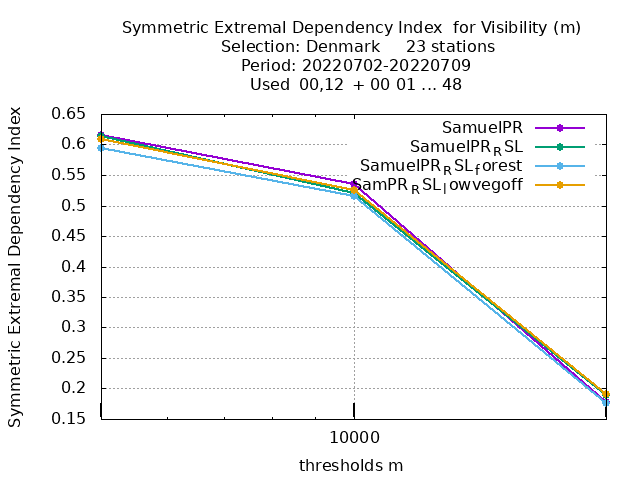 Symmetric Extremal Dependency Index  for Visibility (m)
Selection: Denmark     23 stations
Period: 20220702-20220709
Used  00,12  + 00 01 ... 48
Symmetric Extremal Dependency Index
0.65
0.6
0.55
0.5
0.45
0.4
0.35
0.3
0.25
0.2
0.15
SamuelPR
SamuelPR_RSL
SamuelPR_RSL_forest
SamPR_RSL_lowvegoff
10000
thresholds m